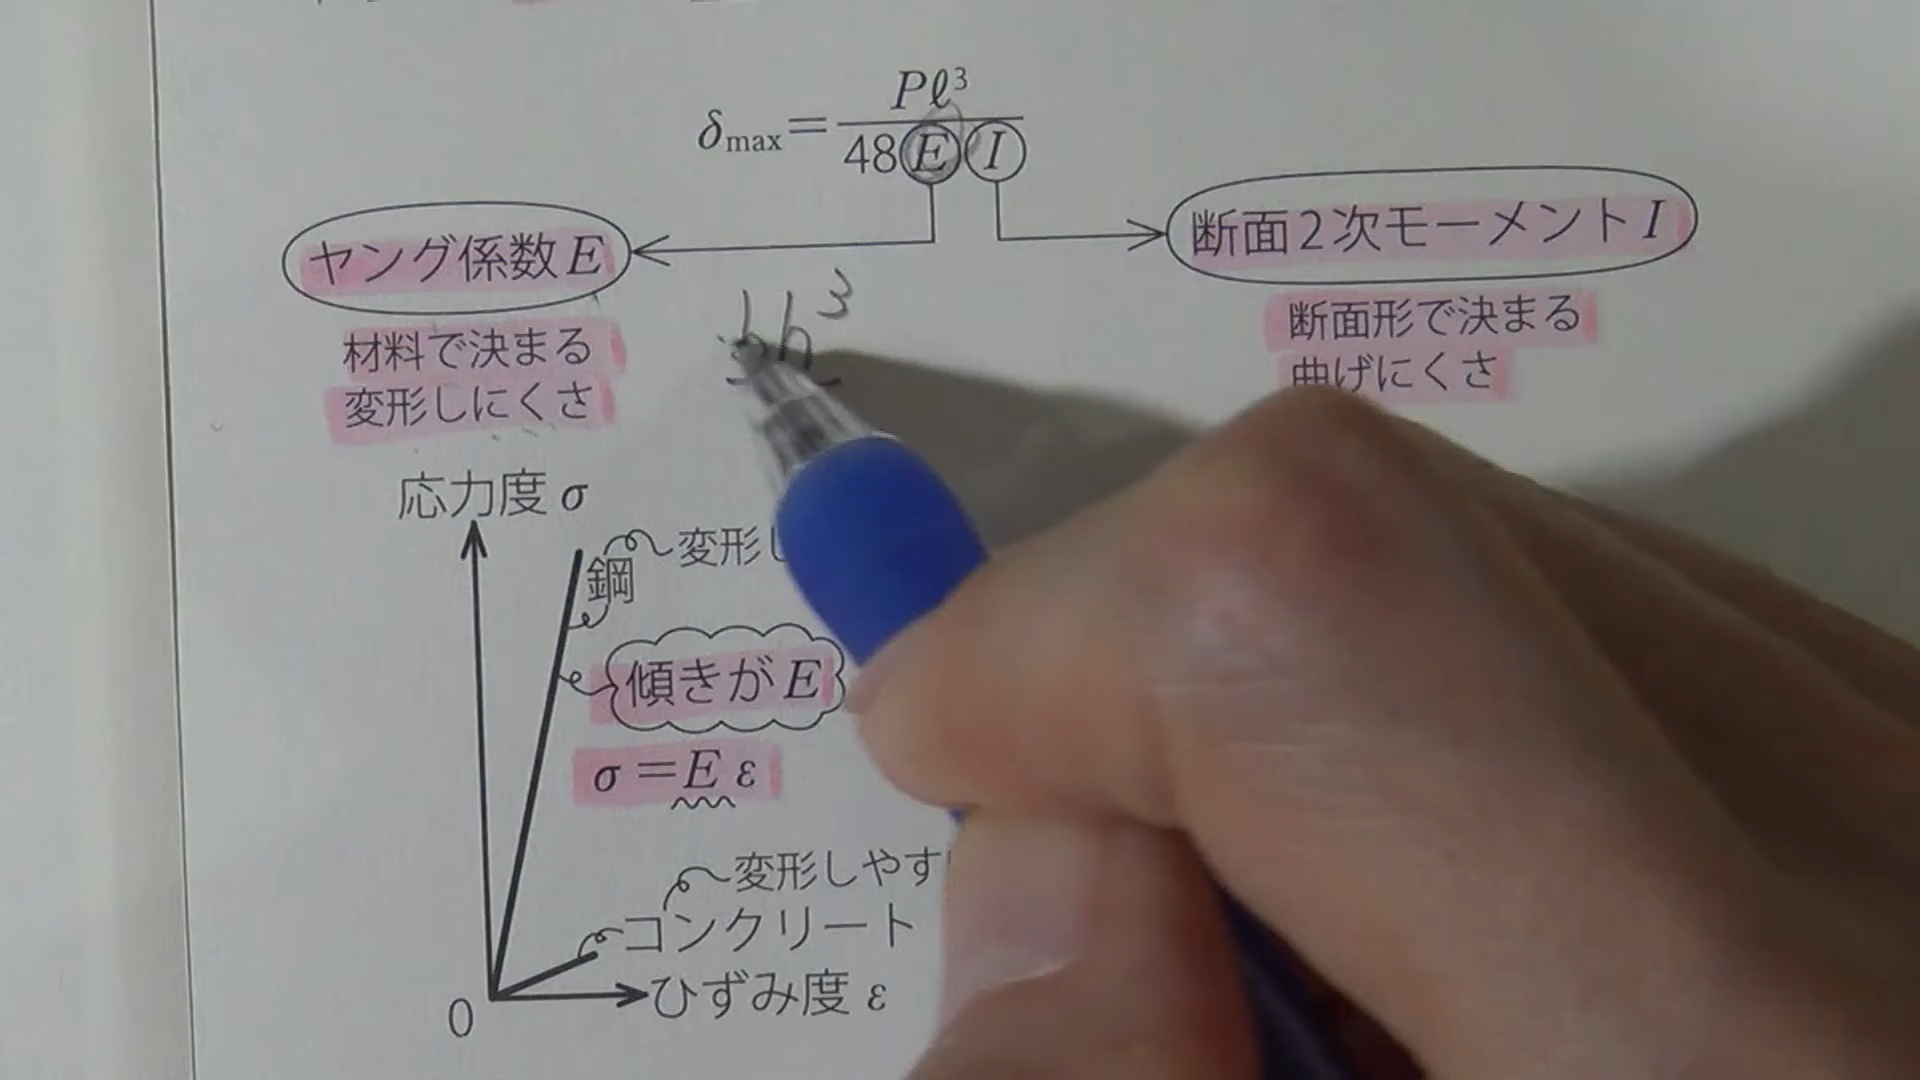 δmax＝Pℓ³/48EI
ヤング係数E
断面2次モーメントI
材料で決まる
変形しにくさ
断面形で決まる
曲げにくさ
bh³
応力度σ
変形し
鋼
傾きがE
σ＝Eε
変形しやす
コンクリート
0
ひずみ度ε